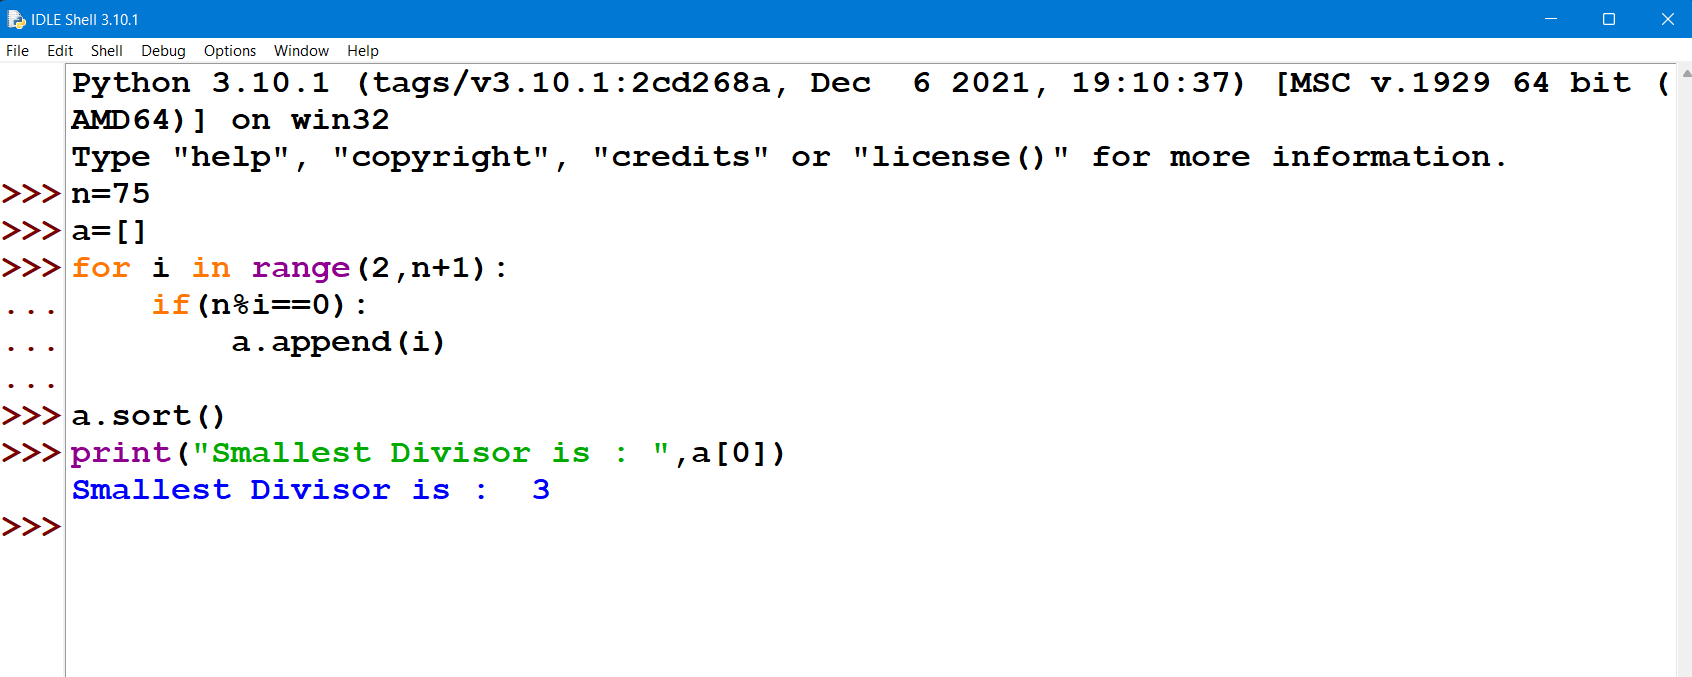 IDLE Shell 3.10.1
File Edit Shell Debug Options Window Help
Python 3.10.1 (tags/v3.10.1:2cd268a, Dec  6 2021, 19:10:37) [MSC v.1929 64 bit (
AMD64)] on win32
Type "help", "copyright", "credits" or "license()" for more information.
>>> n=75
>>> a=[]
>>> for i in range(2,n+1):
...     if(n%i==0):
...         a.append(i)
...
>>> a.sort()
>>> print("Smallest Divisor is : ",a[0])
Smallest Divisor is :  3
>>>